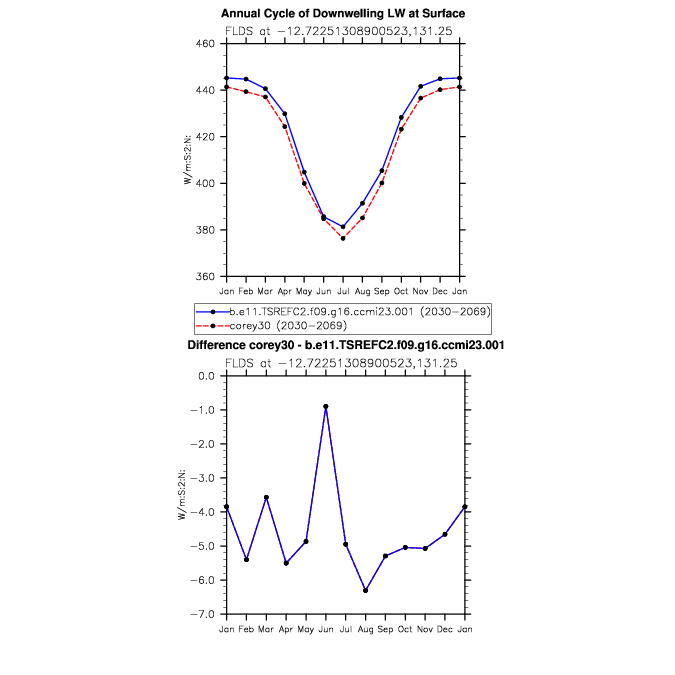 Annual Cycle of Downwelling LW at Surface
FLDS at −12.72251308900523,131.25
460
440
420
400
380
360
W/m:S:2:N:
Jan Feb Mar Apr May Jun Jul Aug Sep Oct Nov Dec Jan
b.e11.TSREFC2.f09.g16.ccmi23.001 (2030−2069)
corey30 (2030−2069)
Difference corey30 - b.e11.TSREFC2.f09.g16.ccmi23.001
FLDS at −12.72251308900523,131.25
0.0
−1.0
−2.0
−3.0
−4.0
−5.0
−6.0
−7.0
W/m:S:2:N:
Jan Feb Mar Apr May Jun Jul Aug Sep Oct Nov Dec Jan